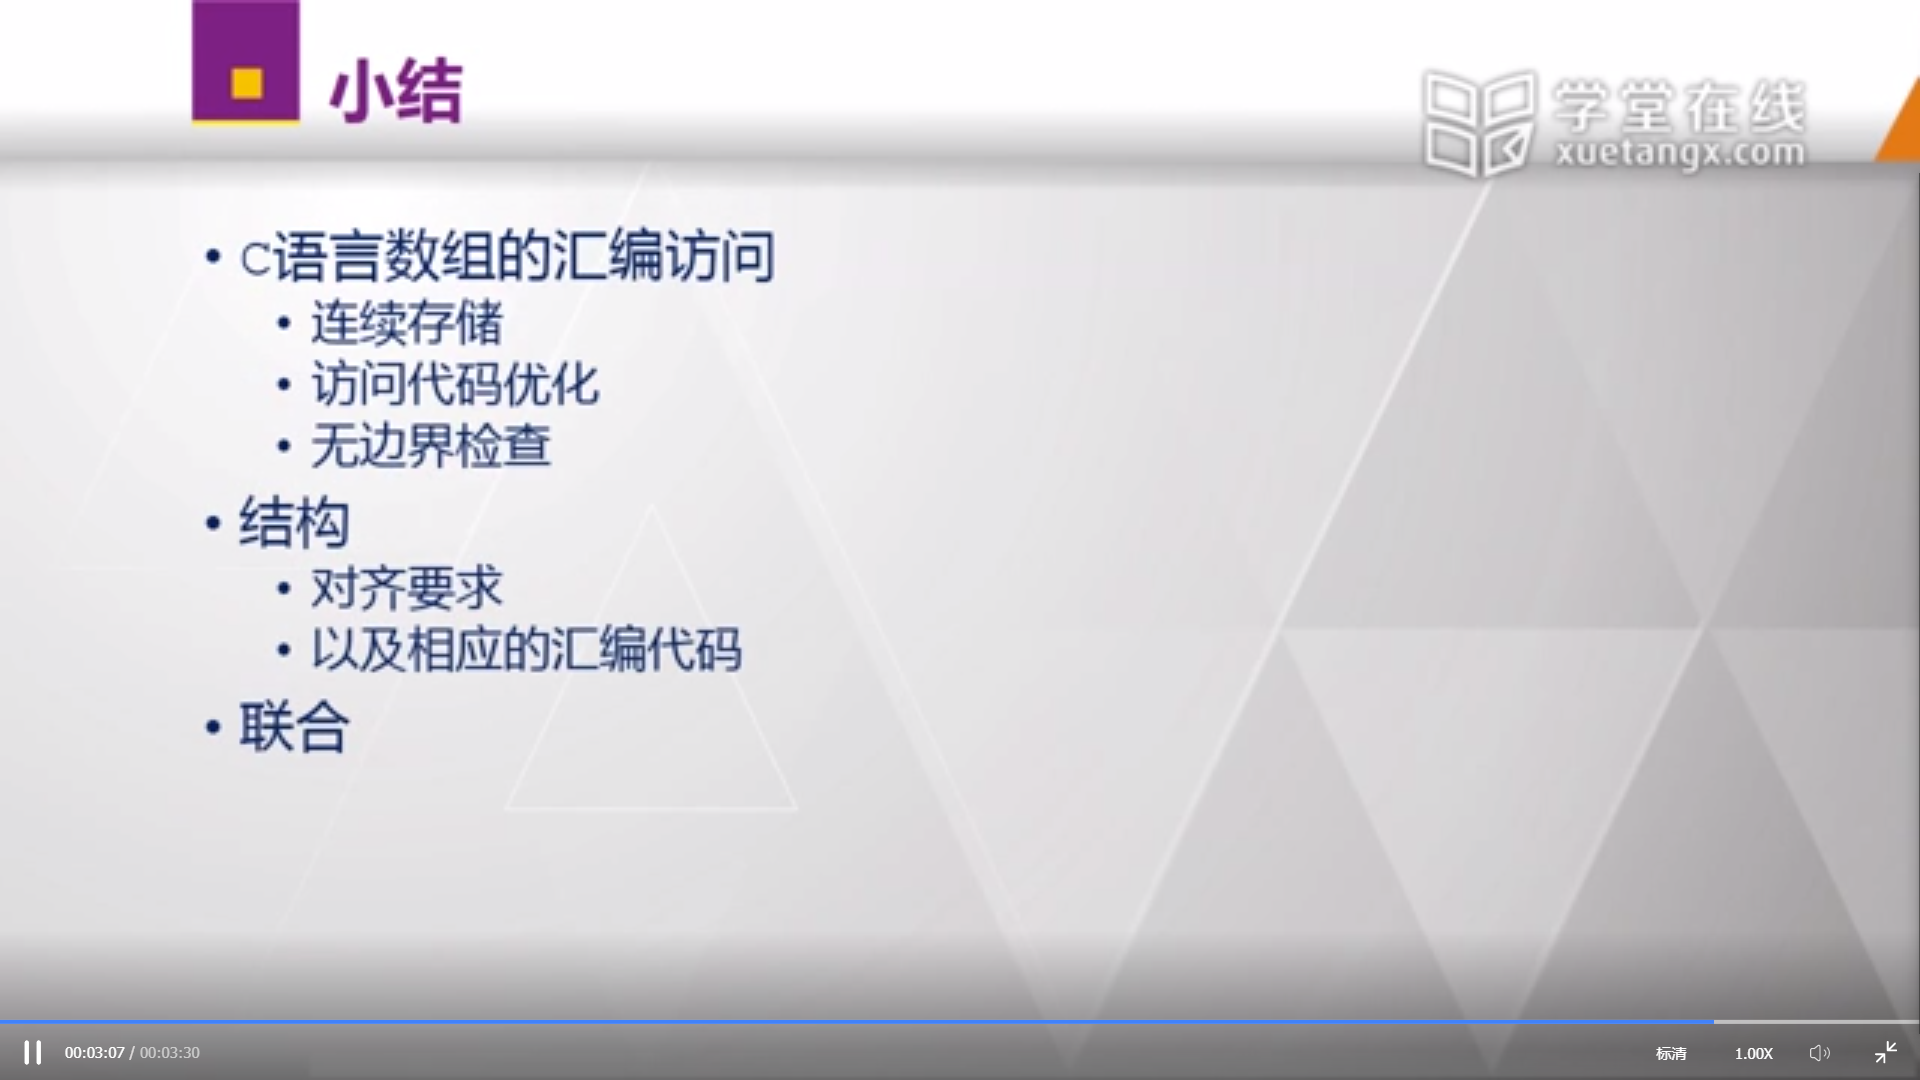 小结
学堂在线
xuetangx.com
• C语言数组的汇编访问
• 连续存储
• 访问代码优化
• 无边界检查
• 结构
• 对齐要求
• 以及相应的汇编代码
• 联合
00:03:07 / 00:03:30
标清
1.00X